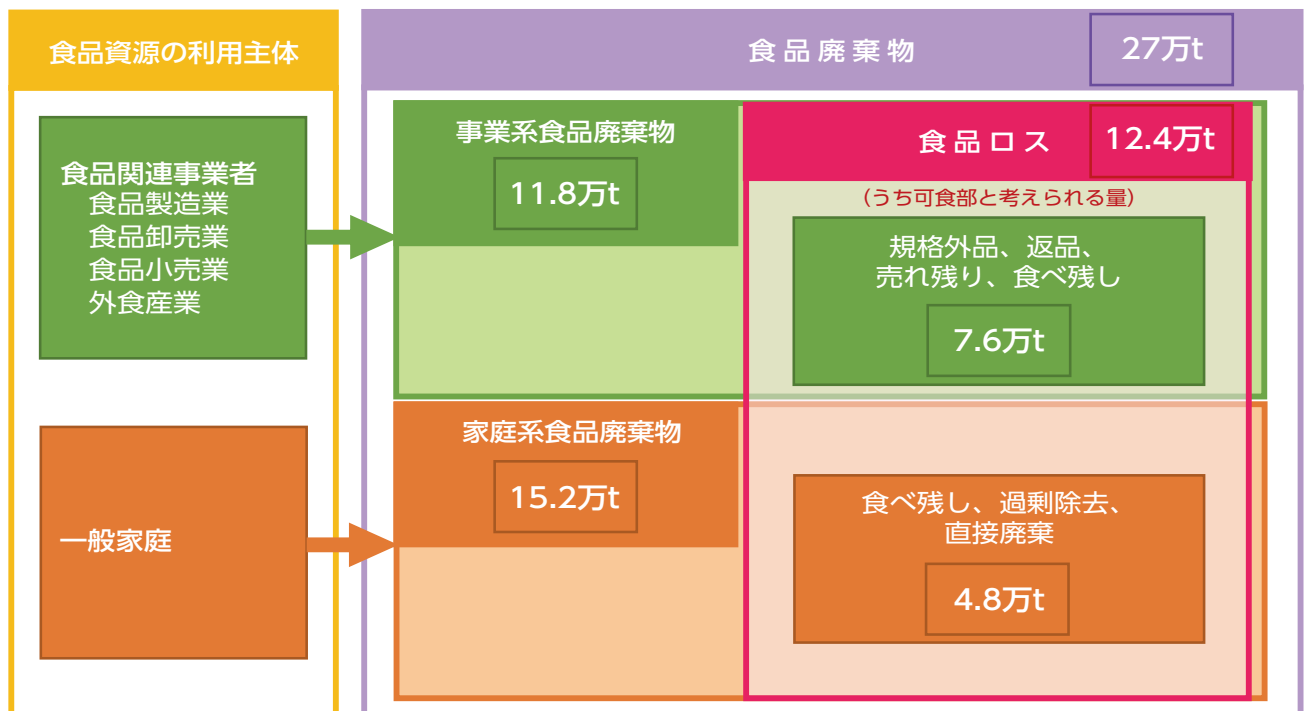 食品資源の利用主体
食品廃棄物
27万t
食品関連事業者
食品製造業
食品卸売業
食品小売業
外食産業
事業系食品廃棄物
11.8万t
食品ロス
12.4万t
(うち可食部と考えられる量)
規格外品、返品、
売れ残り、食べ残し
7.6万t
一般家庭
家庭系食品廃棄物
15.2万t
食べ残し、過剰除去、
直接廃棄
4.8万t